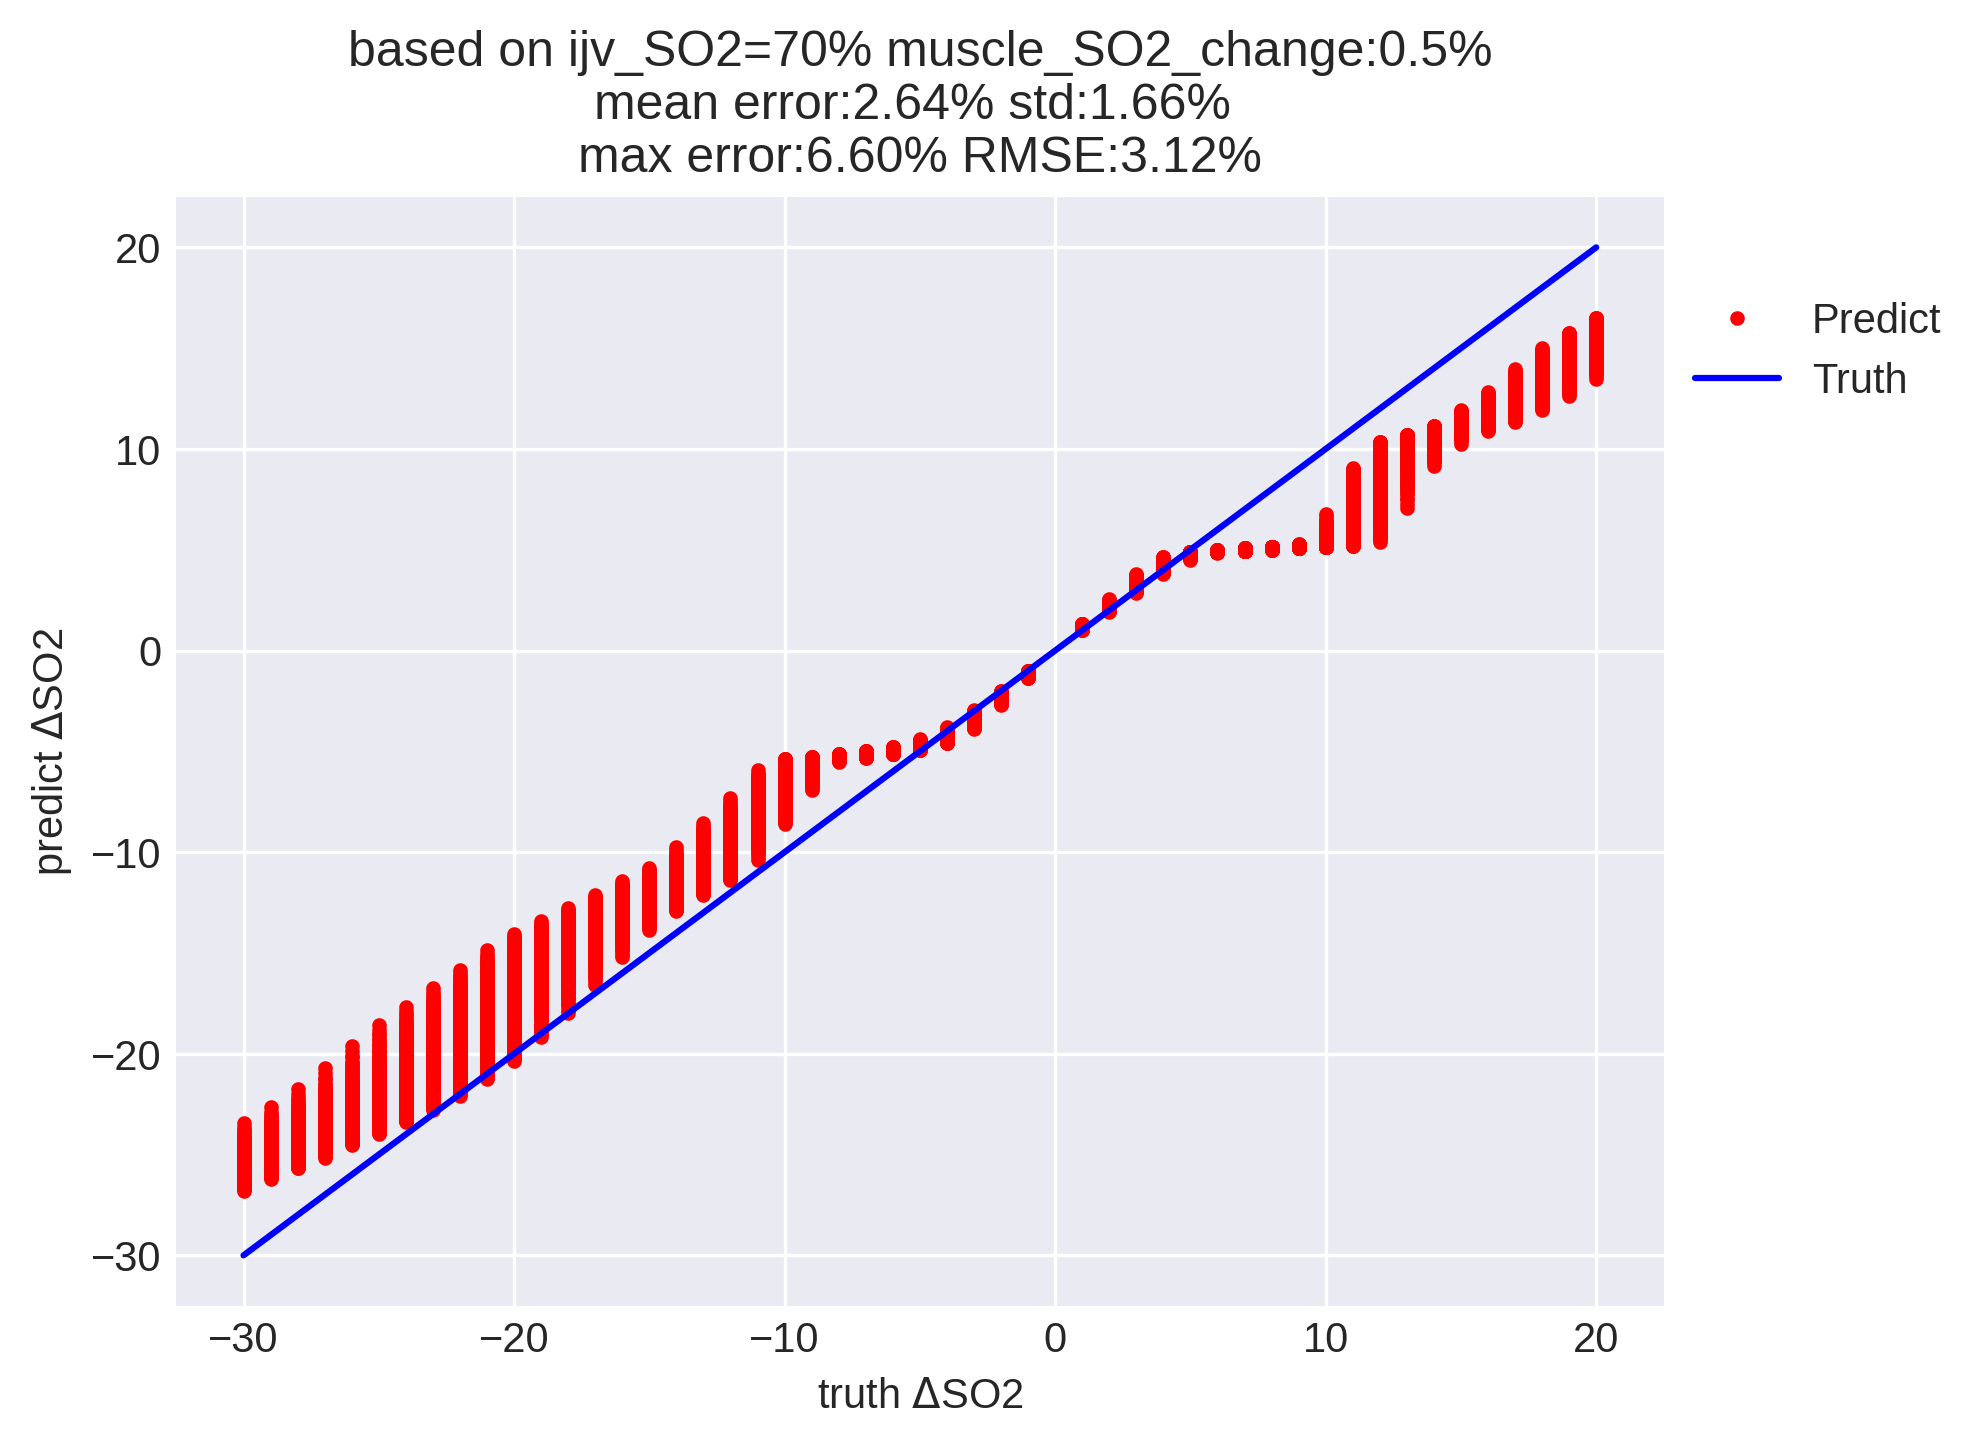 based on ijv_SO2=70% muscle_SO2_change:0.5%
mean error:2.64% std:1.66%
max error:6.60% RMSE:3.12%
20
10
0
−10
−20
−30
predict ΔSO2
−30
−20
−10
0
10
20
truth ΔSO2
Predict
Truth